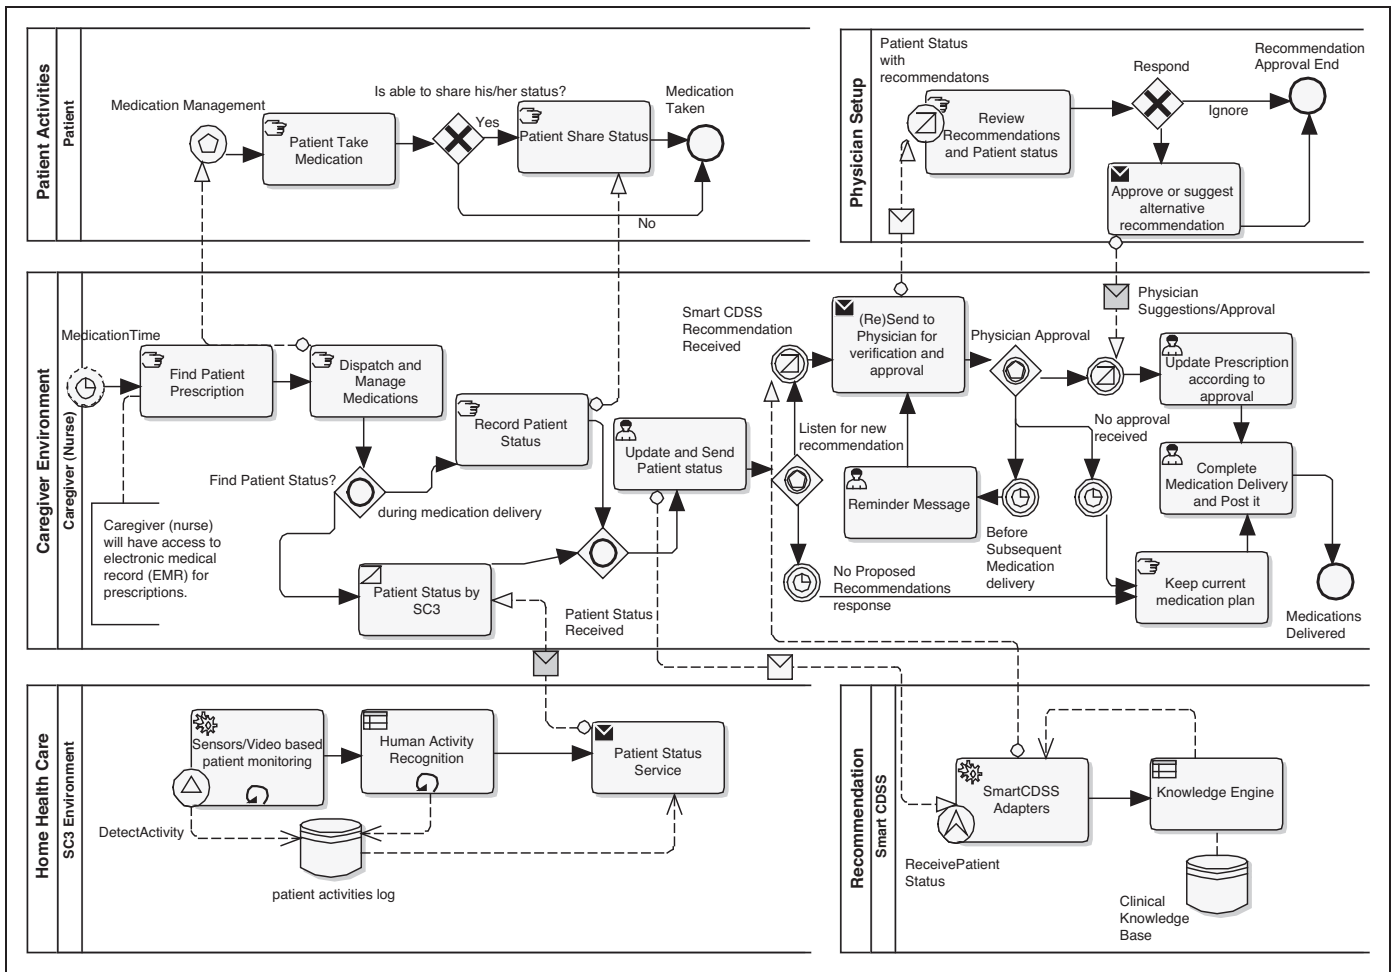 Patient Activities
Patient
Medication Management
Patient Take
Medication
Is able to share his/her status?
Yes
Patient Share Status
Medication
Taken
No
Physician Setup
Patient Status
with
recommendatons
Review
Recommendations
and Patient status
Respond
Ignore
Recommendation
Approval End
Approve or suggest
alternative
recommendation
Caregiver Environment
Caregiver (Nurse)
MedicationTime
Find Patient
Prescription
Dispatch and
Manage
Medications
Find Patient Status?
during medication delivery
Caregiver (nurse)
will have access to
electronic medical
record (EMR) for
prescriptions.
Record Patient
Status
Patient Status by
SC3
Patient Status
Received
Update and Send
Patient status
Smart CDSS
Recommendation
Received
Listen for new
recommendation
No Proposed
Recommendations
response
(Re)Send to
Physician for
verification and
approval
Reminder Message
Physician Approval
Before
Subsequent
Medication
delivery
No approval
received
Physician
Suggestions/Approval
Update Prescription
according to
approval
Complete
Medication Delivery
and Post it
Keep current
medication plan
Medications
Delivered
Home Health Care
SC3 Environment
Sensors/Video based
patient monitoring
DetectActivity
Human Activity
Recognition
patient activities log
Patient Status
Service
Recommendation
Smart CDSS
SmartCDSS
Adapters
ReceivePatient
Status
Knowledge Engine
Clinical
Knowledge
Base